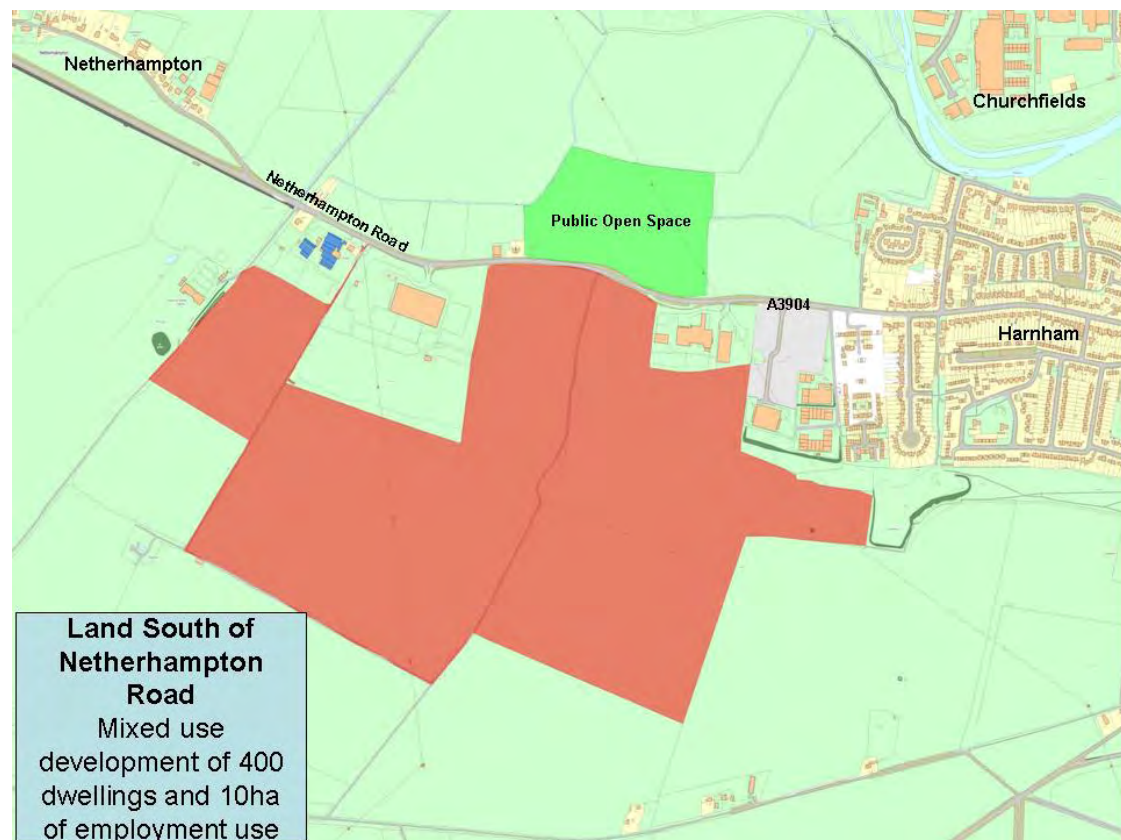 Netherhampton
Churchfields
Netherhampton Road
Public Open Space
A3904
Harnham
Land South of
Netherhampton
Road
Mixed use
development of 400
dwellings and 10ha
of employment use